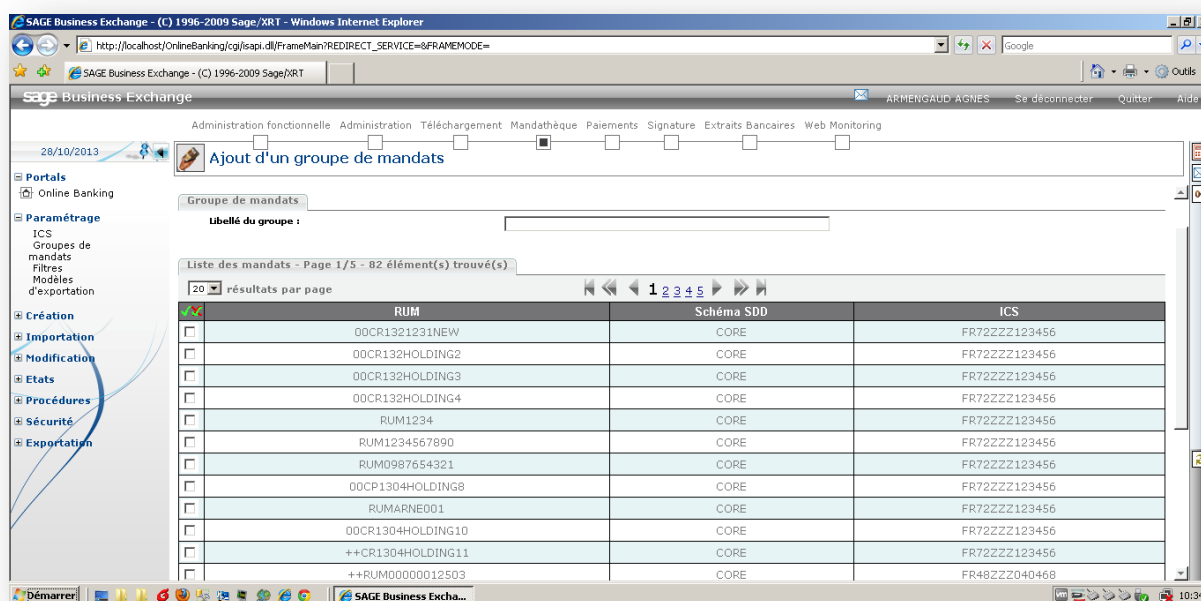 SAGE Business Exchange - (C) 1996-2009 Sage/XRT - Windows Internet Explorer
http://localhost/OnlineBanking/cgi/isapi.dll/FrameMain?REDIRECT_SERVICE=&FRAMEMODE=
Google
SAGE Business Exchange - (C) 1996-2009 Sage/XRT
Outils
sage Business Exchange
ARMENGAUD AGNES Se déconnecter Quitter Aide
Administration fonctionnelle Administration Téléchargement Mandathèque Paiements Signature Extraits Bancaires Web Monitoring
28/10/2013
Ajout d'un groupe de mandats
Portals
Online Banking
Paramétrage
ICS
Groupes de
mandats
Filtres
Modèles
d'exportation
Création
Importation
Modification
Etats
Procédures
Sécurité
Exportation
Groupe de mandats
Libellé du groupe :
Liste des mandats - Page 1/5 - 82 élément(s) trouvé(s)
20 résultats par page 1 2 3 4 5
RUM Schéma SDD ICS
00CR1321231NEW CORE FR72ZZZ123456
00CR132HOLDING2 CORE FR72ZZZ123456
00CR132HOLDING3 CORE FR72ZZZ123456
00CR132HOLDING4 CORE FR72ZZZ123456
RUM1234 CORE FR72ZZZ123456
RUM1234567890 CORE FR72ZZZ123456
RUM0987654321 CORE FR72ZZZ123456
00CP1304HOLDING8 CORE FR72ZZZ123456
RUMARNE001 CORE FR72ZZZ123456
00CR1304HOLDING10 CORE FR72ZZZ123456
++CR1304HOLDING11 CORE FR72ZZZ123456
++RUM00000012503 CORE FR48ZZZ040468
Démarrer
SAGE Business Excha...